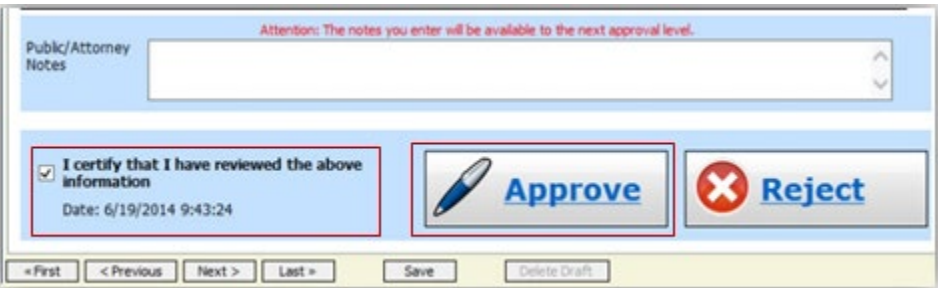 Attention: The notes you enter will be available to the next approval level.
Public/Attorney
Notes
I certify that I have reviewed the above
information
Date: 6/19/2014 9:43:24
Approve
Reject
« First
< Previous
Next >
Last »
Save
Delete Draft